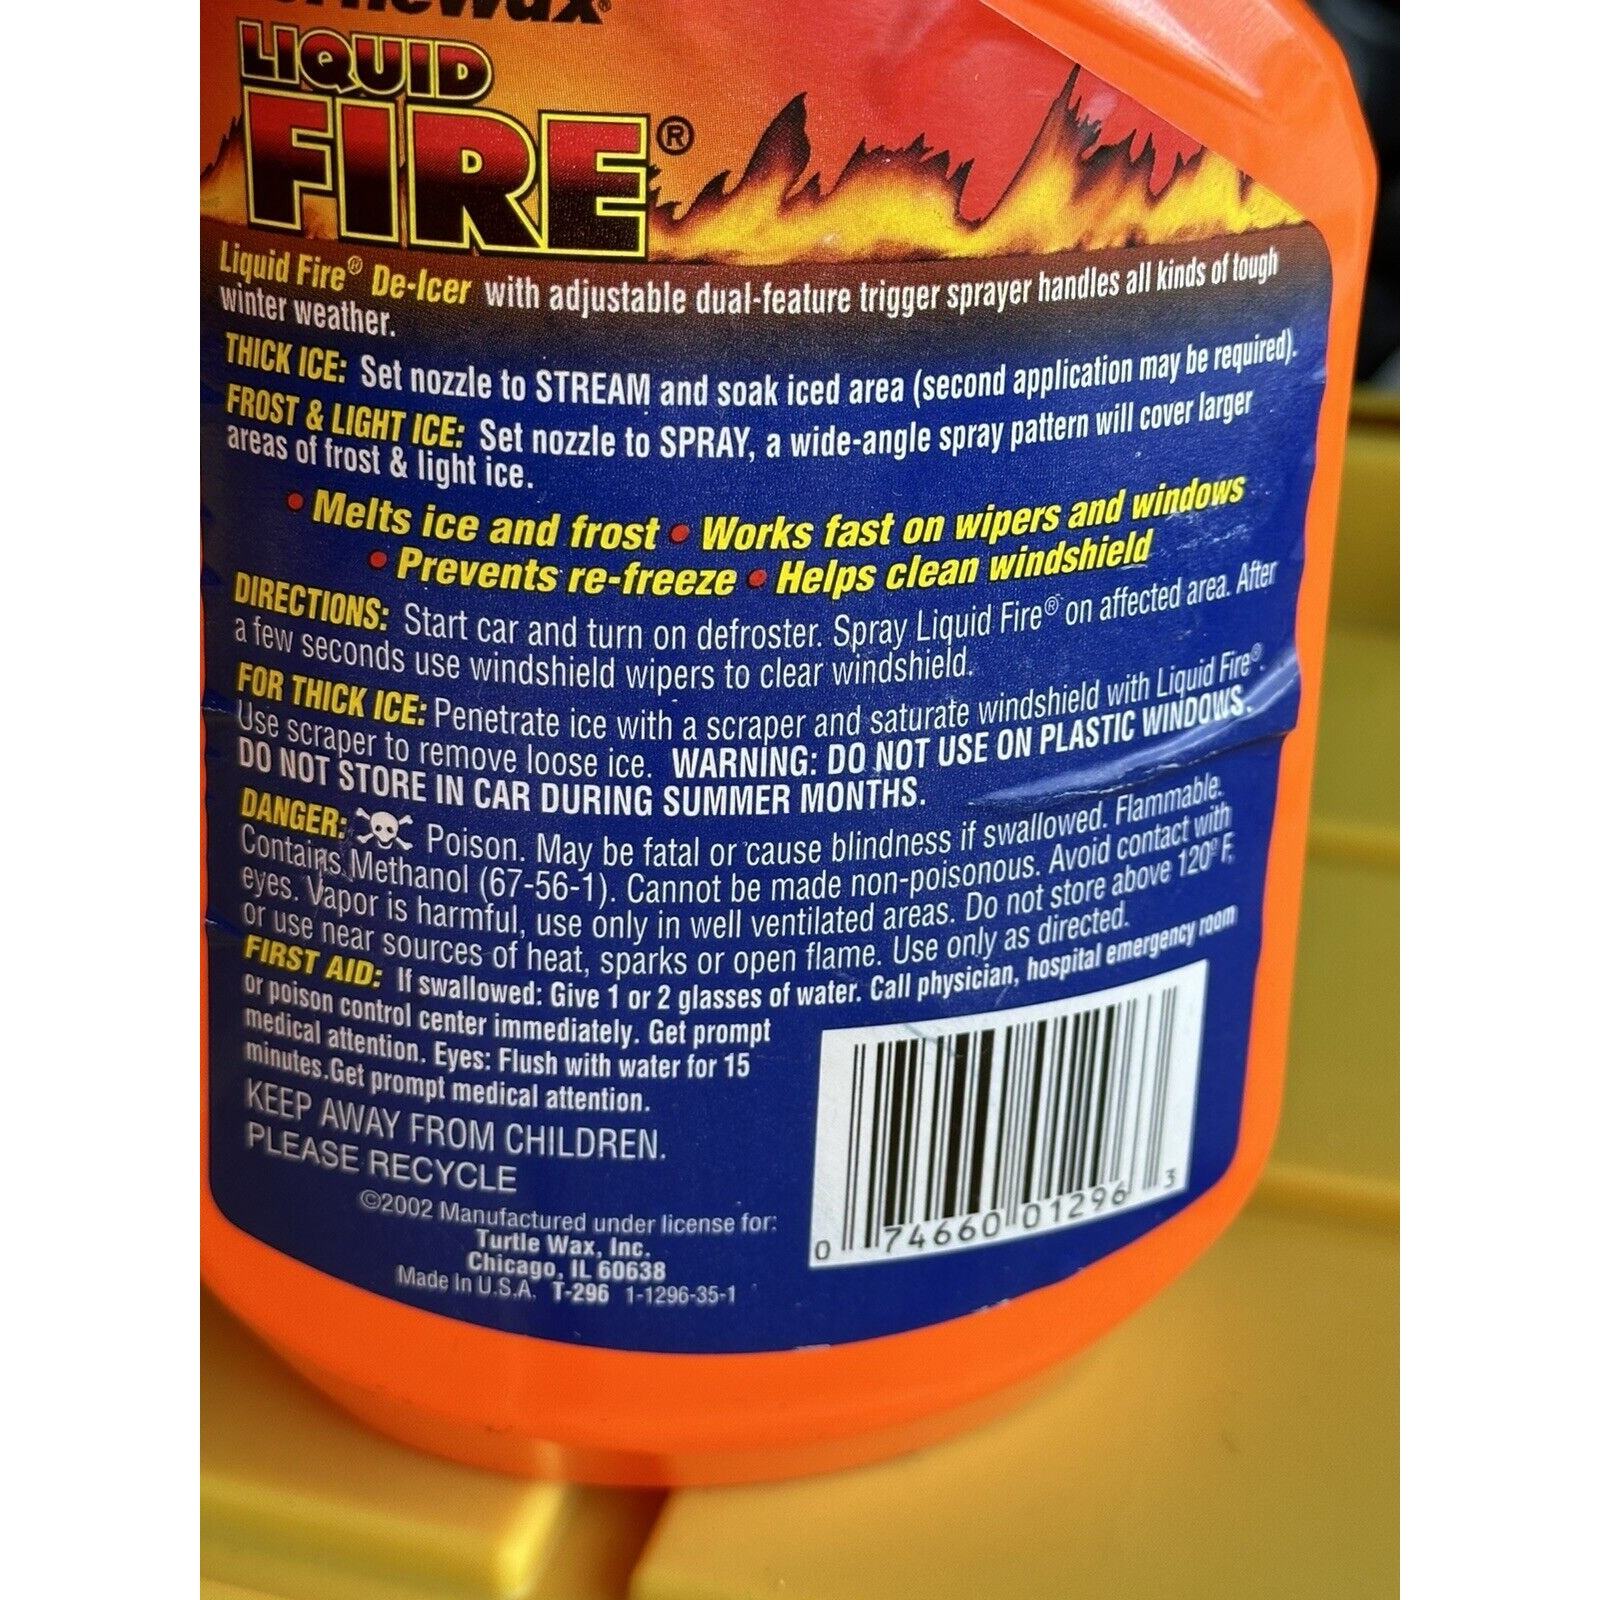 LIQUID
FIRE®
Liquid Fire® De-Icer with adjustable dual-feature trigger sprayer handles all kinds of tough
winter weather.
THICK ICE: Set nozzle to STREAM and soak iced area (second application may be required).
FROST & LIGHT ICE: Set nozzle to SPRAY, a wide-angle spray pattern will cover larger
areas of frost & light ice.
• Melts ice and frost • Works fast on wipers and windows
• Prevents re-freeze • Helps clean windshield
DIRECTIONS: Start car and turn on defroster. Spray Liquid Fire® on affected area. After
a few seconds use windshield wipers to clear windshield.
FOR THICK ICE: Penetrate ice with a scraper and saturate windshield with Liquid Fire®.
Use scraper to remove loose ice. WARNING: DO NOT USE ON PLASTIC WINDOWS.
DO NOT STORE IN CAR DURING SUMMER MONTHS.
DANGER: Poison. May be fatal or cause blindness if swallowed. Flammable.
Contains Methanol (67-56-1). Cannot be made non-poisonous. Avoid contact with
eyes. Vapor is harmful, use only in well ventilated areas. Do not store above 120º F,
or use near sources of heat, sparks or open flame. Use only as directed.
FIRST AID: If swallowed: Give 1 or 2 glasses of water. Call physician, hospital emergency room
or poison control center immediately. Get prompt
medical attention. Eyes: Flush with water for 15
minutes.Get prompt medical attention.
KEEP AWAY FROM CHILDREN.
PLEASE RECYCLE
©2002 Manufactured under license for:
Turtle Wax, Inc.
Chicago, IL 60638
Made In U.S.A. T-296 1-1296-35-1
0 74660 01296 3